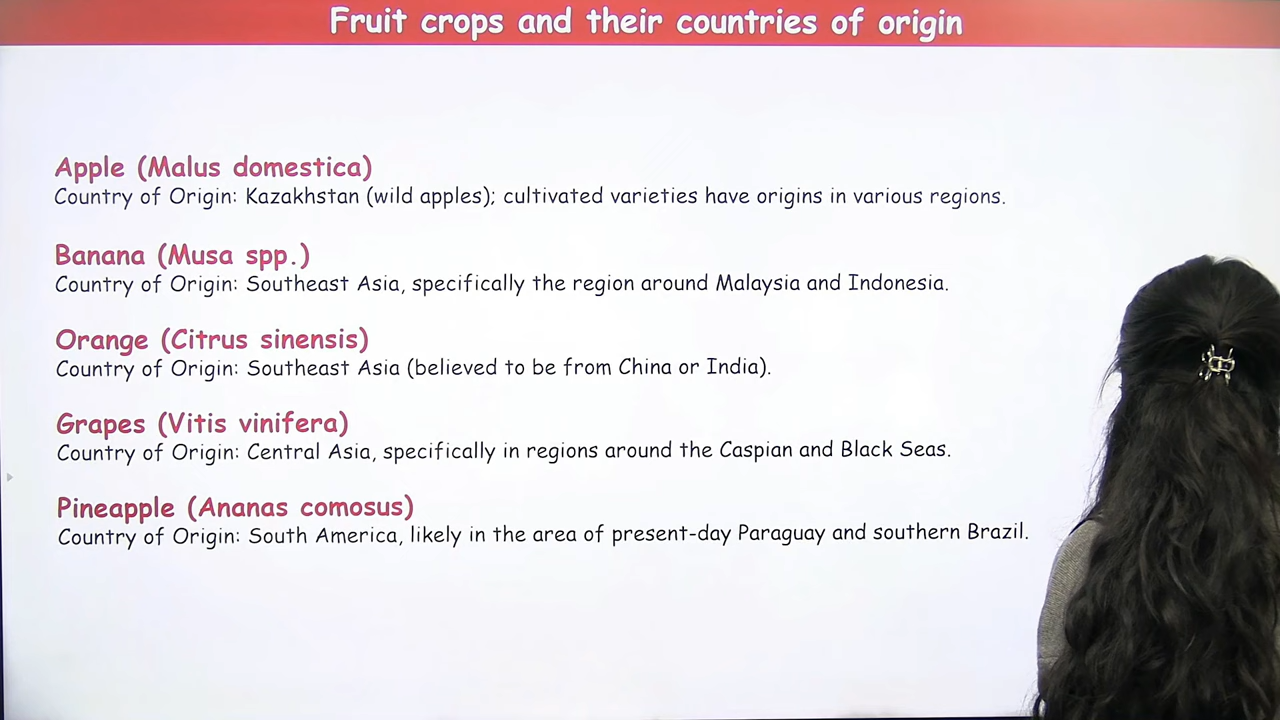 Fruit crops and their countries of origin
Apple (Malus domestica)
Country of Origin: Kazakhstan (wild apples); cultivated varieties have origins in various regions.
Banana (Musa spp.)
Country of Origin: Southeast Asia, specifically the region around Malaysia and Indonesia.
Orange (Citrus sinensis)
Country of Origin: Southeast Asia (believed to be from China or India).
Grapes (Vitis vinifera)
Country of Origin: Central Asia, specifically in regions around the Caspian and Black Seas.
Pineapple (Ananas comosus)
Country of Origin: South America, likely in the area of present-day Paraguay and southern Brazil.